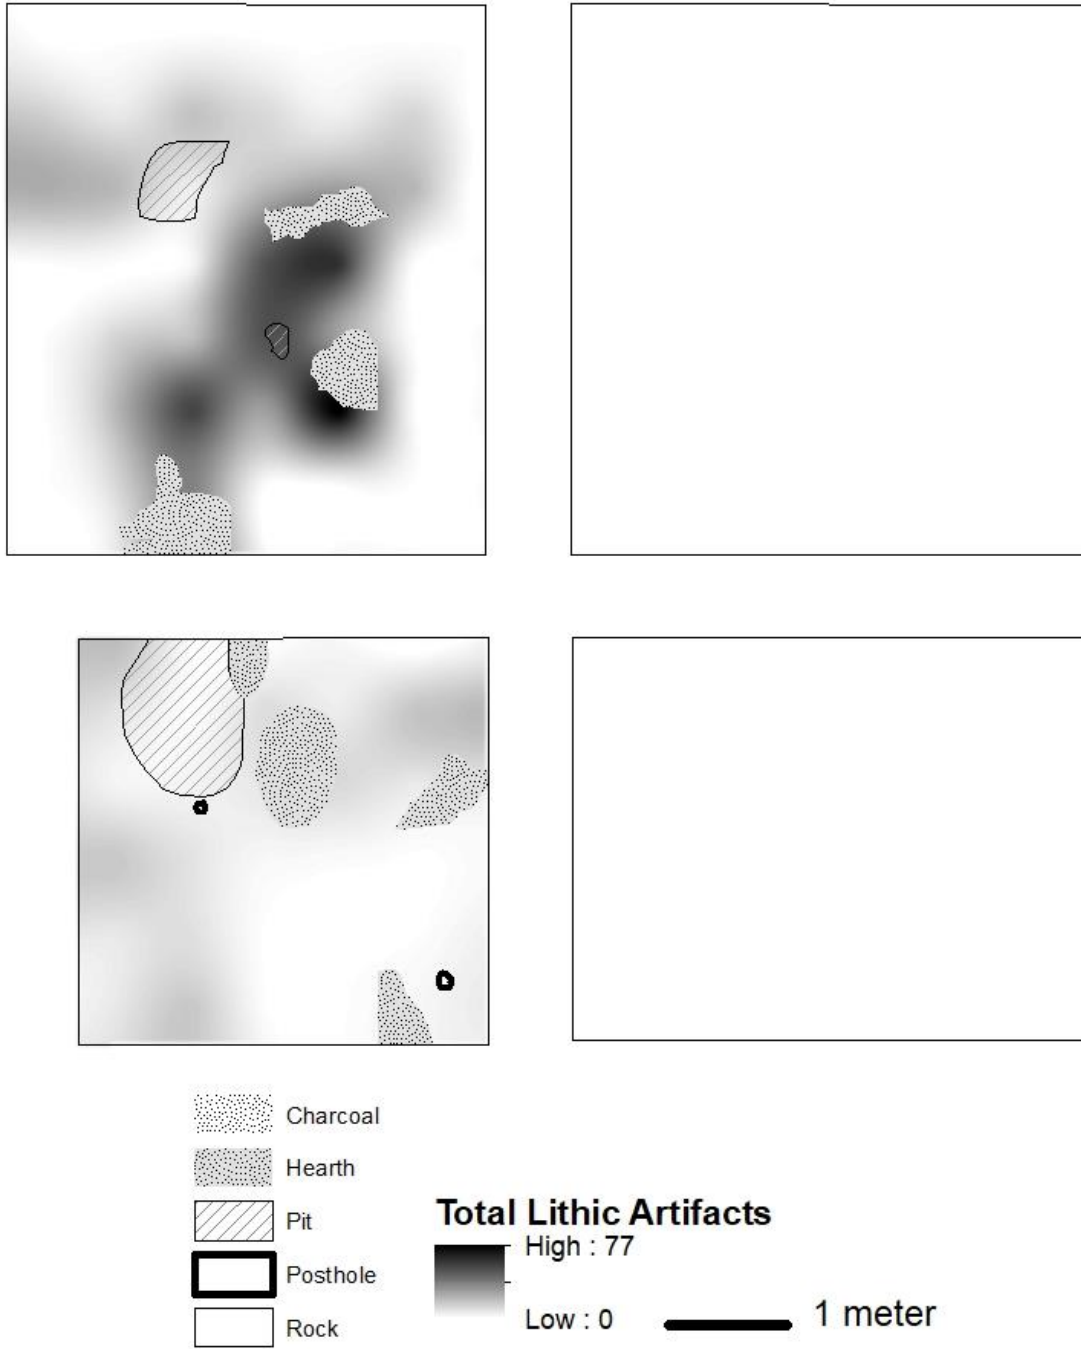 Charcoal
Hearth
Pit
Posthole
Rock
Total Lithic Artifacts
High : 77
Low : 0
1 meter